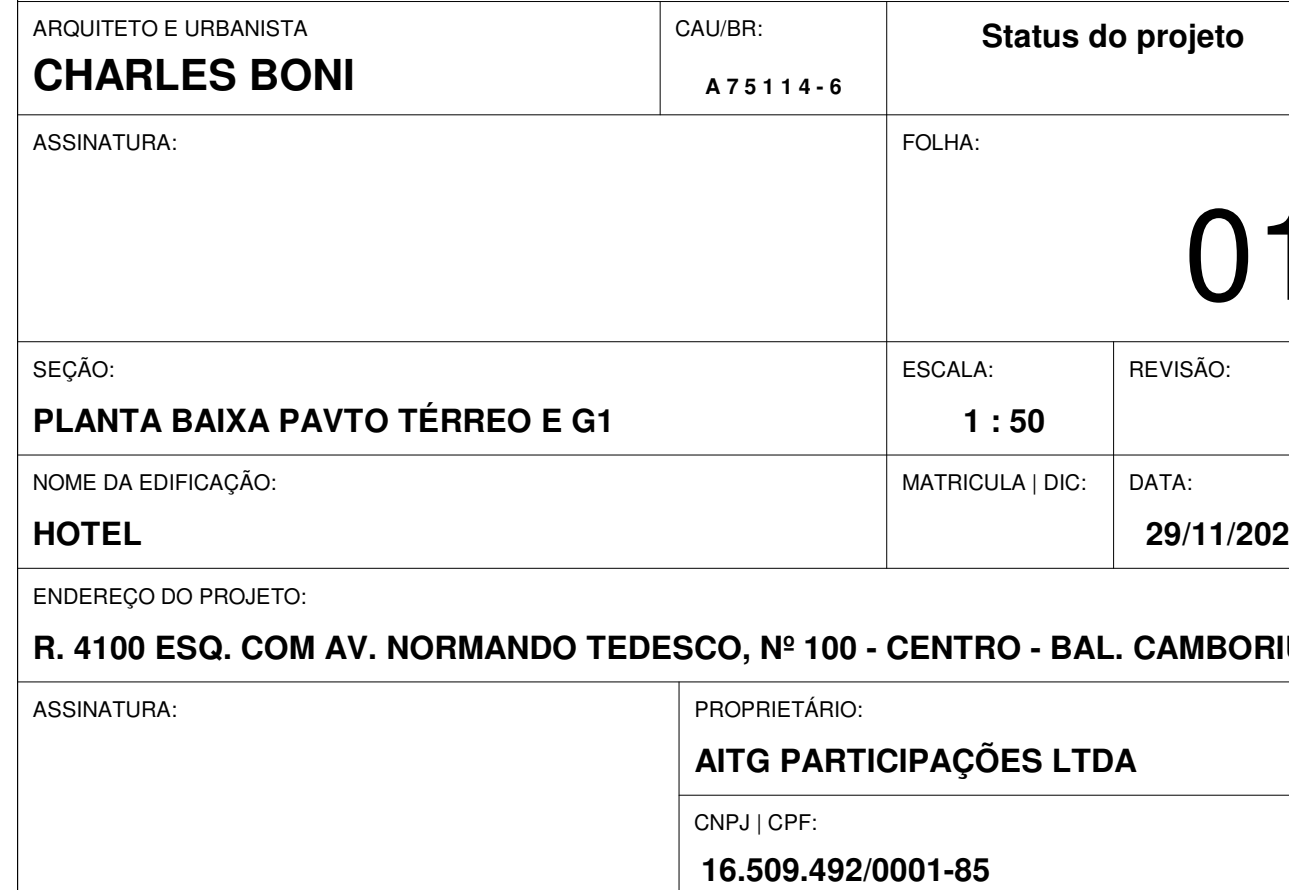 ARQUITETO E URBANISTA
CHARLES BONI
CAU/BR:
A 7 5 1 1 4 - 6
Status do projeto
ASSINATURA:
FOLHA:
01
SEÇÃO:
PLANTA BAIXA PAVTO TÉRREO E G1
ESCALA:
1 : 50
REVISÃO:
NOME DA EDIFICAÇÃO:
HOTEL
MATRICULA | DIC:
DATA:
29/11/202
ENDEREÇO DO PROJETO:
R. 4100 ESQ. COM AV. NORMANDO TEDESCO, Nº 100 - CENTRO - BAL. CAMBORIU
ASSINATURA:
PROPRIETÁRIO:
AITG PARTICIPAÇÕES LTDA
CNPJ | CPF:
16.509.492/0001-85